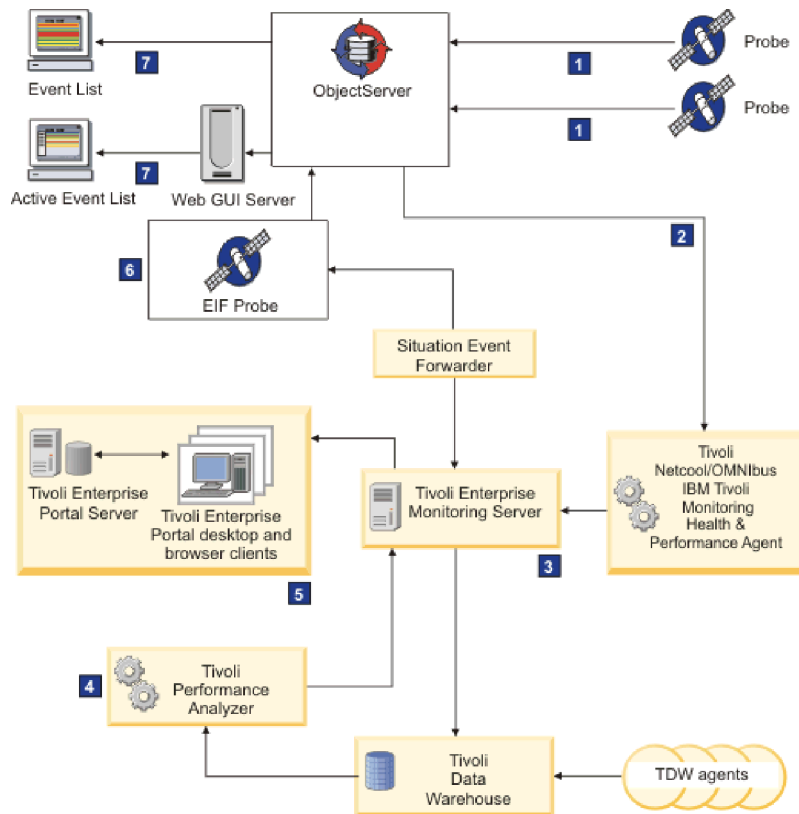 7
Event List
ObjectServer
1
Probe
1
Probe
7
Active Event List
Web GUI Server
2
6
EIF Probe
Situation Event
Forwarder
Tivoli Enterprise
Portal Server
Tivoli Enterprise
Portal desktop and
browser clients
5
Tivoli Enterprise
Monitoring Server
3
Tivoli
Netcool/OMNIbus
IBM Tivoli
Monitoring
Health &
Performance Agent
4
Tivoli
Performance
Analyzer
Tivoli
Data
Warehouse
TDW agents